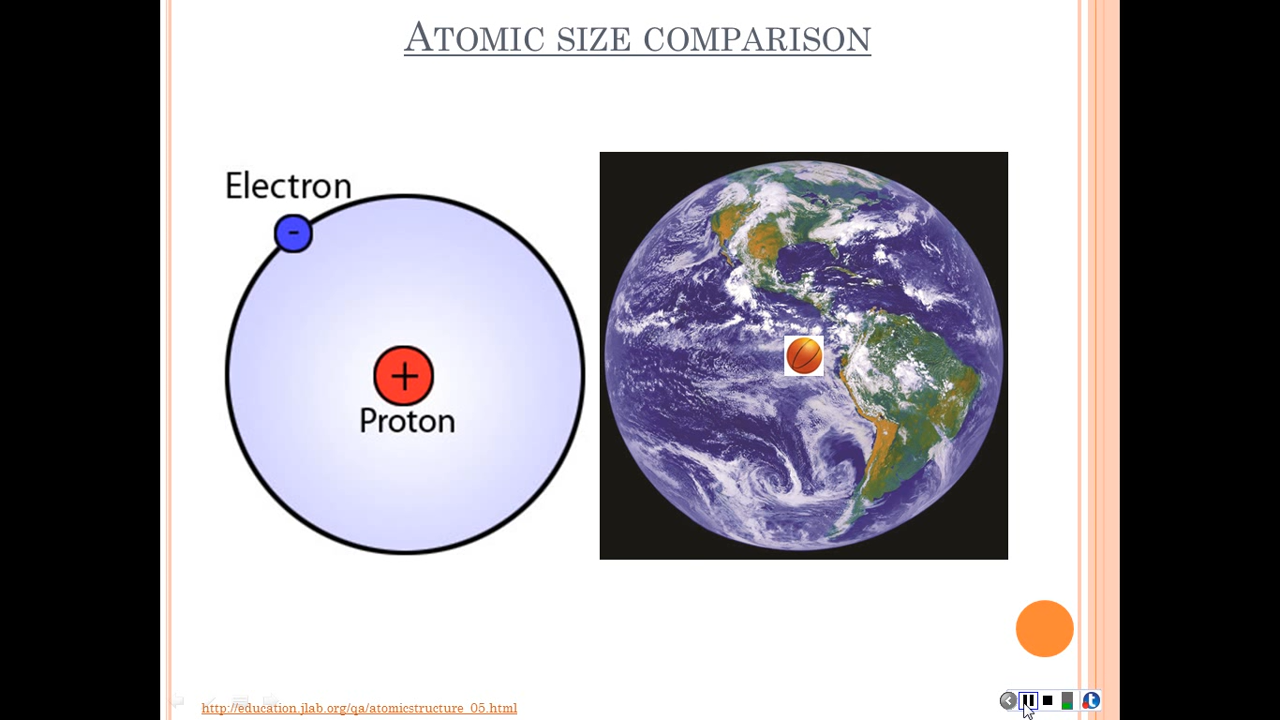 ATOMIC SIZE COMPARISON
Electron
-
+
Proton
http://education.jlab.org/qa/atomicstructure_05.html